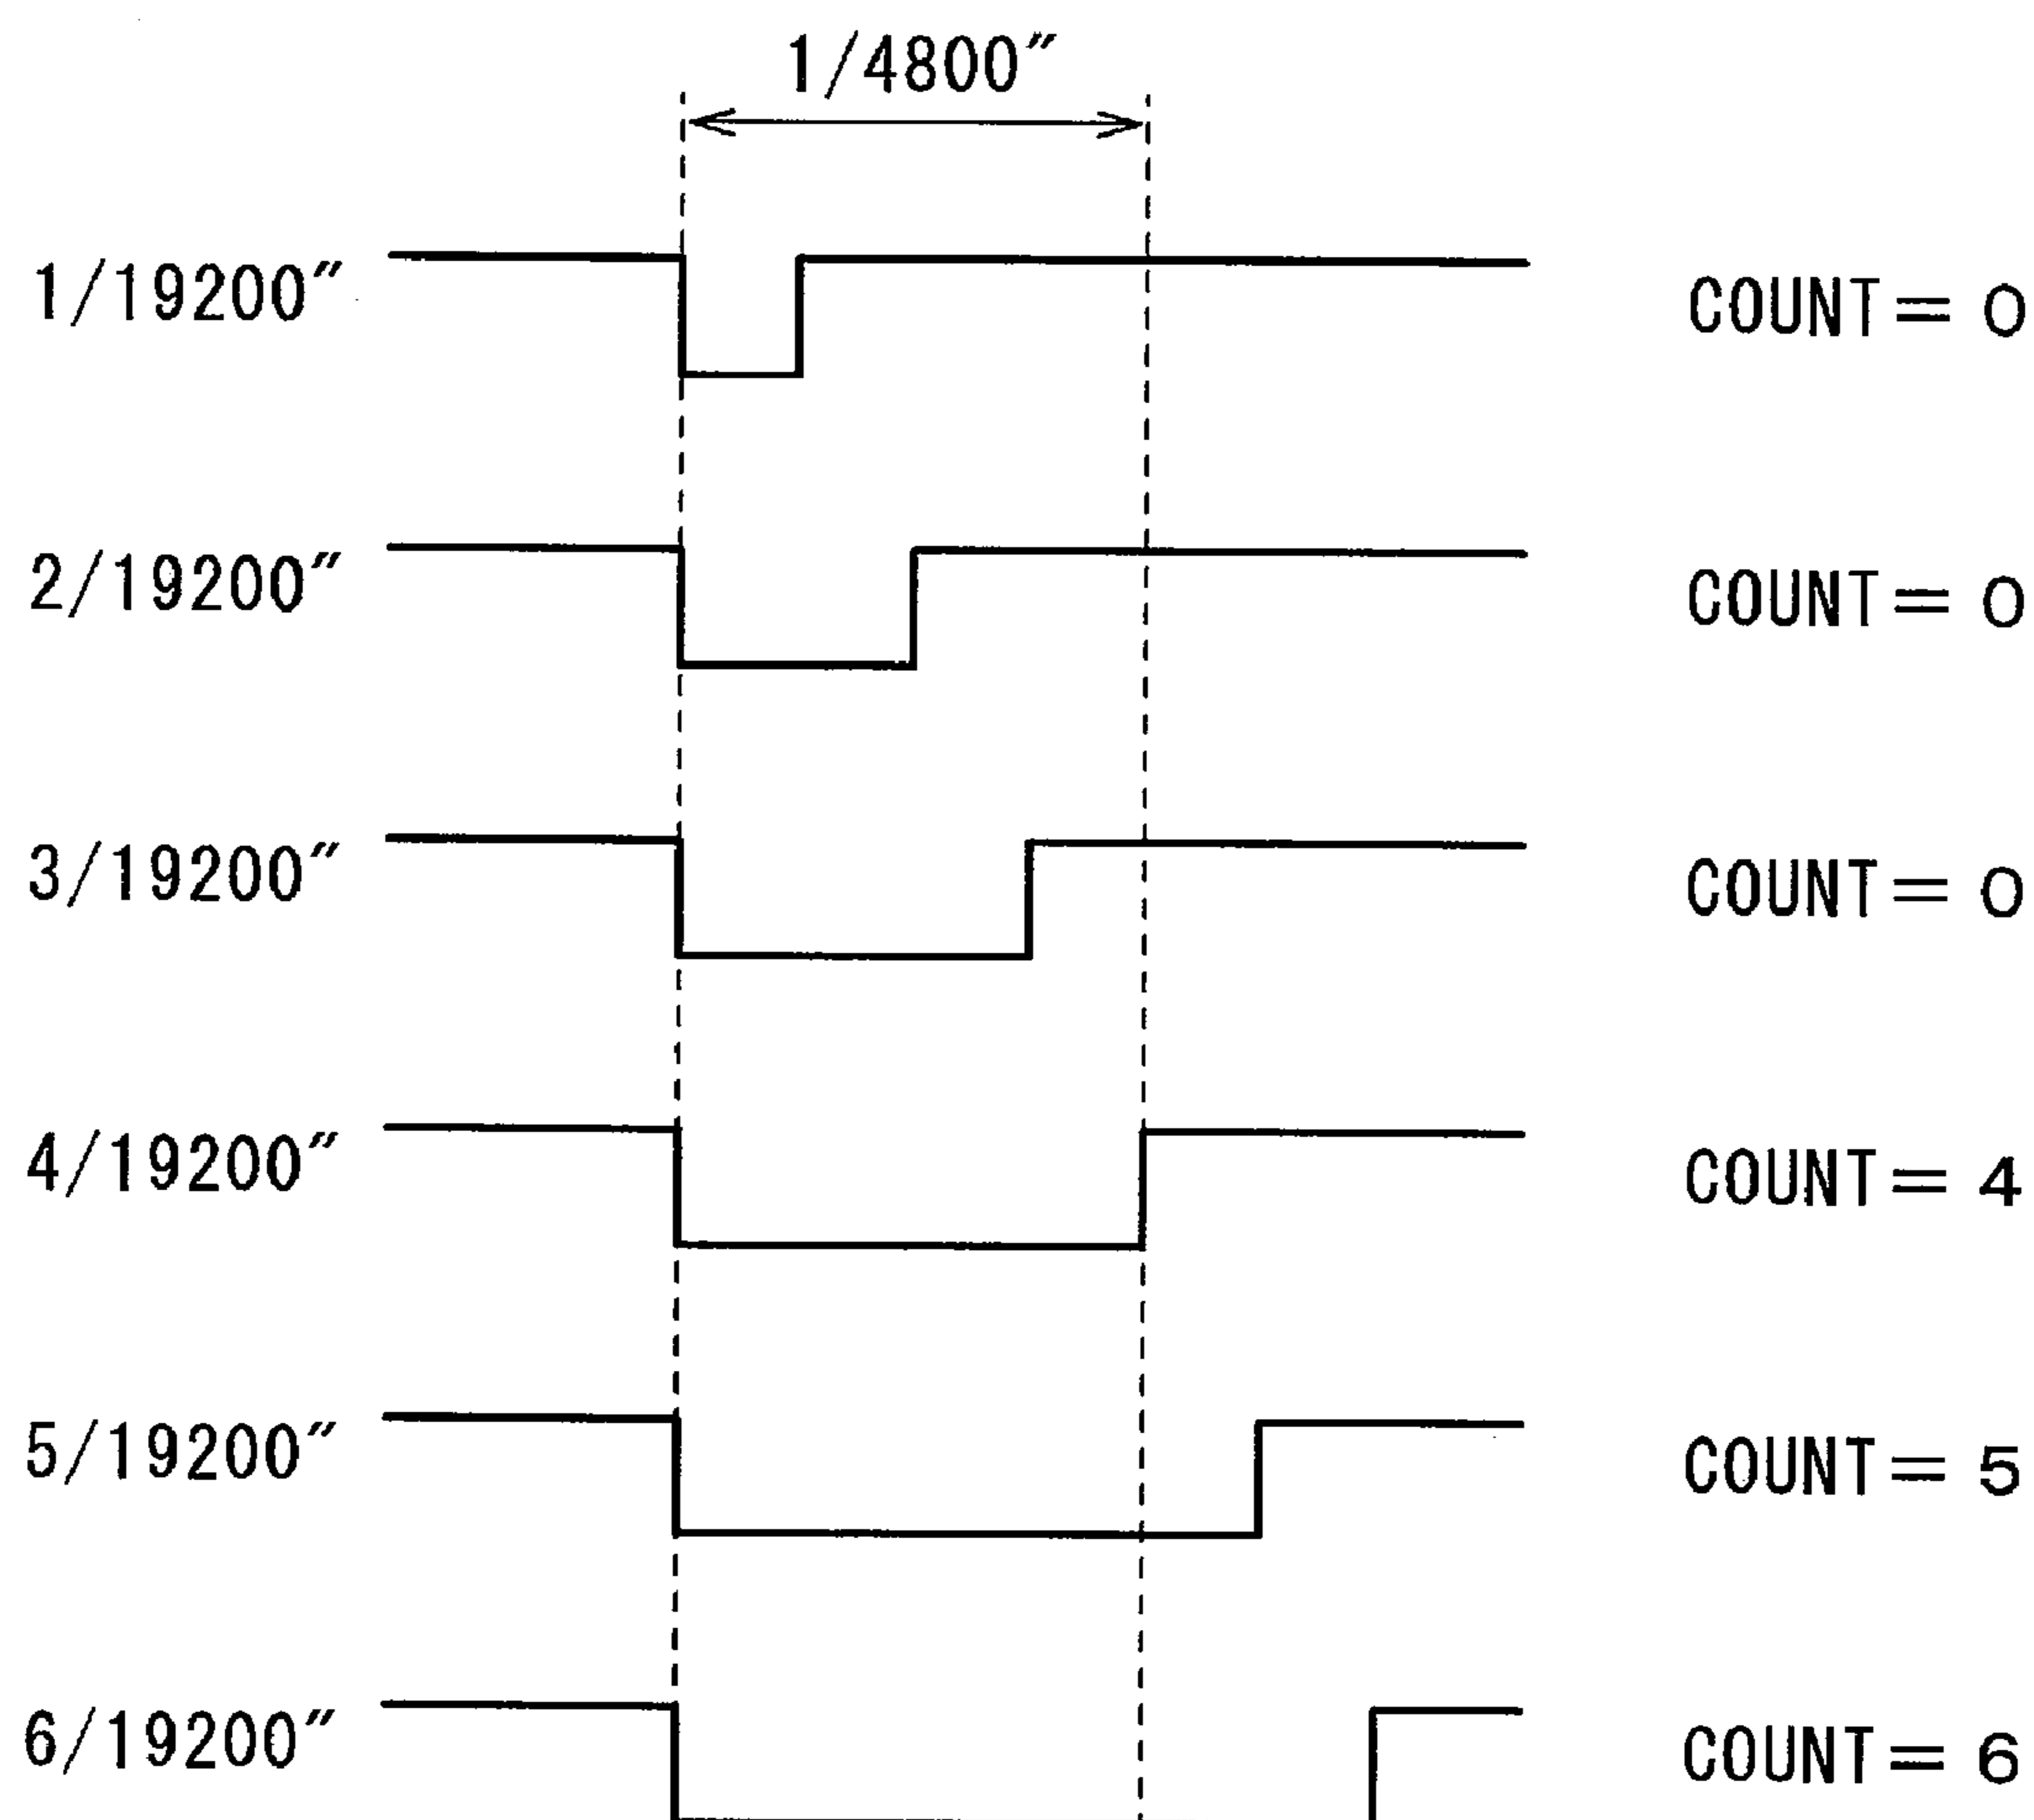 1/4800″
1/19200″ COUNT= 0
2/19200″ COUNT= 0
3/19200″ COUNT= 0
4/19200″ COUNT= 4
5/19200″ COUNT= 5
6/19200″ COUNT= 6